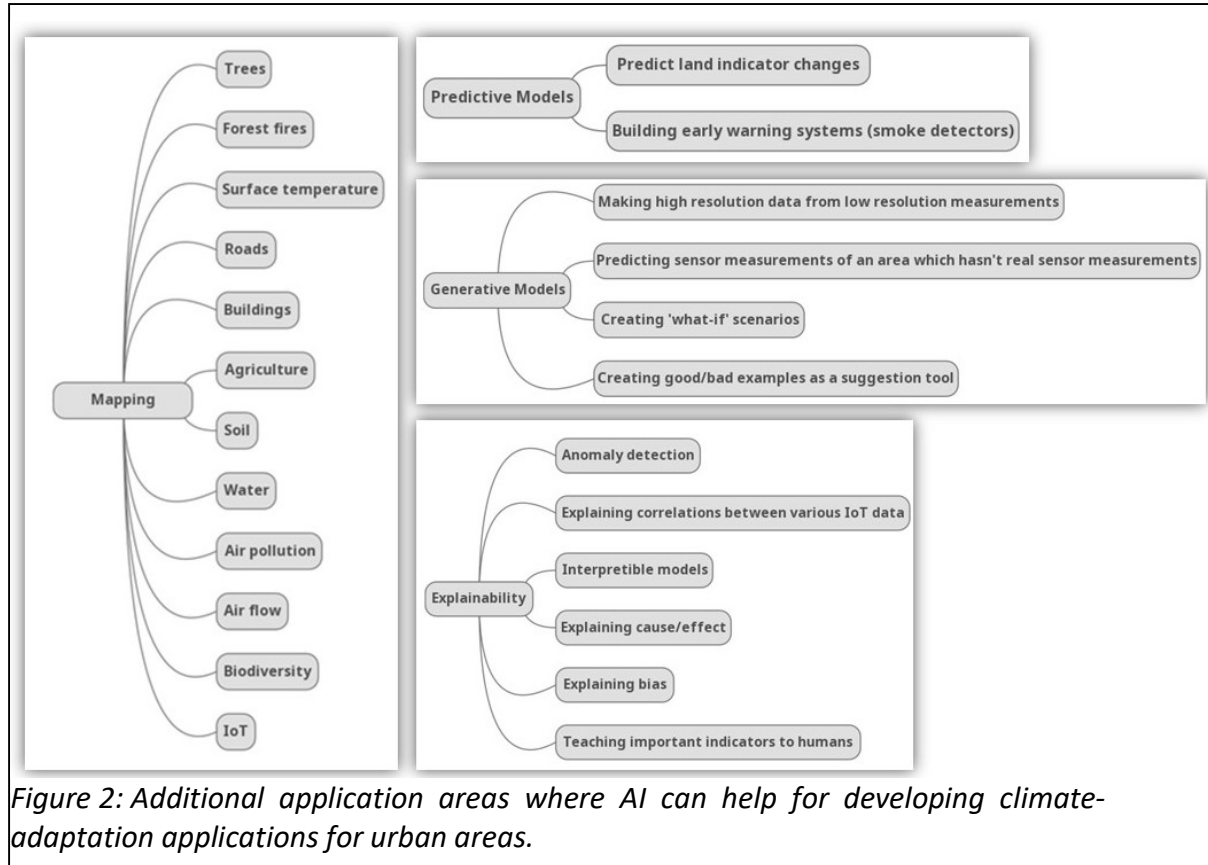 Mapping
Trees
Forest fires
Surface temperature
Roads
Buildings
Agriculture
Soil
Water
Air pollution
Air flow
Biodiversity
IoT
Predictive Models
Predict land indicator changes
Building early warning systems (smoke detectors)
Generative Models
Making high resolution data from low resolution measurements
Predicting sensor measurements of an area which hasn't real sensor measurements
Creating 'what-if' scenarios
Creating good/bad examples as a suggestion tool
Explainability
Anomaly detection
Explaining correlations between various IoT data
Interpretible models
Explaining cause/effect
Explaining bias
Teaching important indicators to humans
Figure 2: Additional application areas where AI can help for developing climate-
adaptation applications for urban areas.